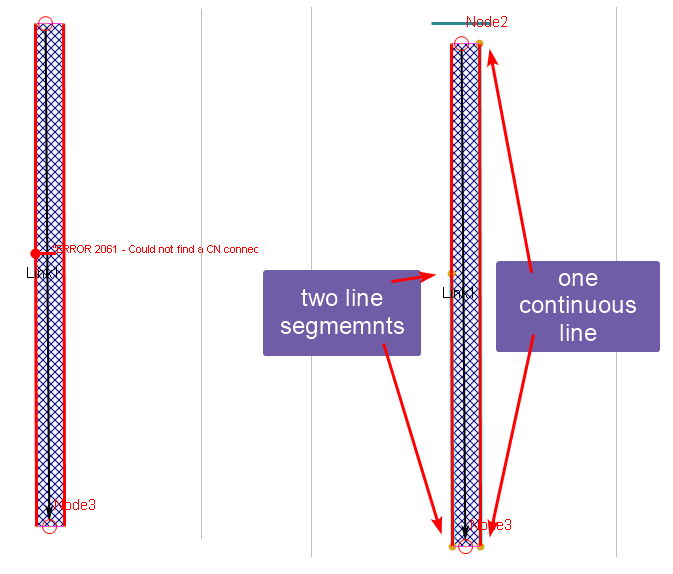 Node2
ERROR 2061 - Could not find a CN connec
Link1
Link1
two line
segmemnts
one
continuous
line
Node3
Node3